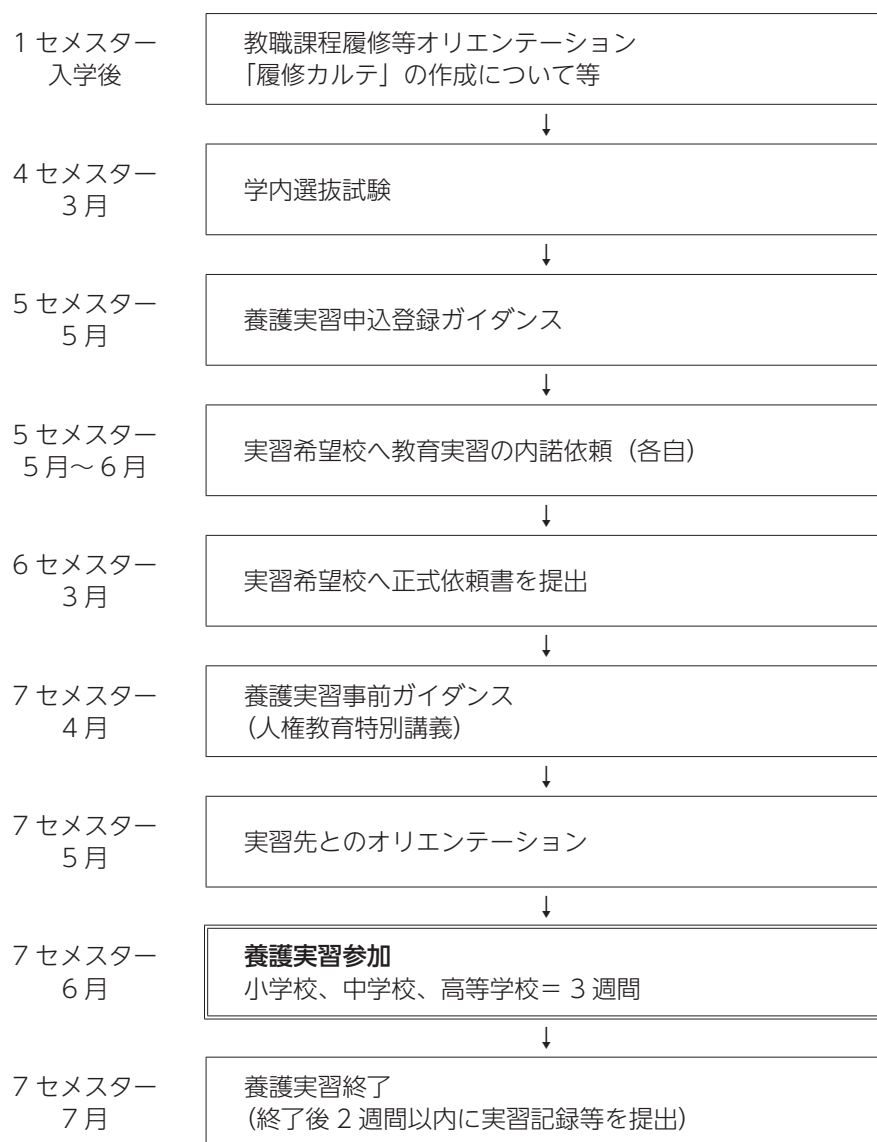 1セメスター
入学後
教職課程履修等オリエンテーション
「履修カルテ」の作成について等
↓
4セメスター
3月
学内選抜試験
↓
5セメスター
5月
養護実習申込登録ガイダンス
↓
5セメスター
5月～6月
実習希望校へ教育実習の内諾依頼（各自）
↓
6セメスター
3月
実習希望校へ正式依頼書を提出
↓
7セメスター
4月
養護実習事前ガイダンス
（人権教育特別講義）
↓
7セメスター
5月
実習先とのオリエンテーション
↓
7セメスター
6月
養護実習参加
小学校、中学校、高等学校＝3週間
↓
7セメスター
7月
養護実習終了
（終了後2週間以内に実習記録等を提出）